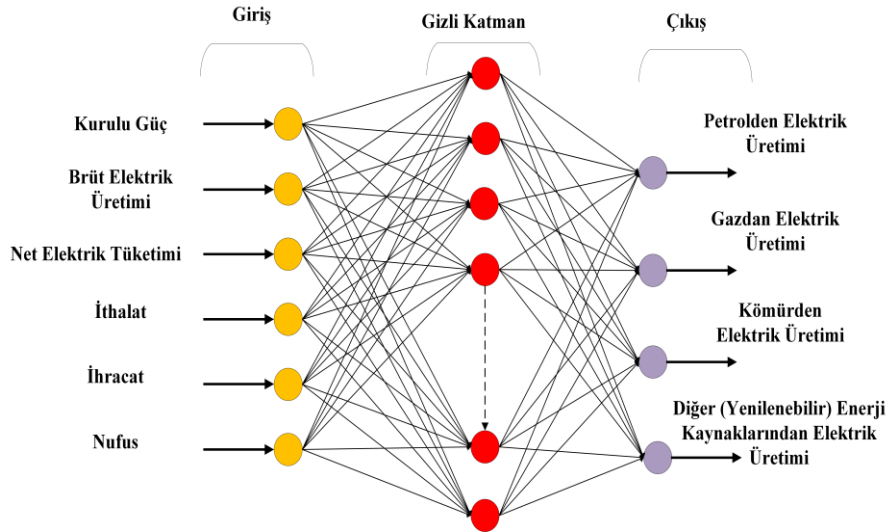 Giriş
Gizli Katman
Çıkış
Kurulu Güç
Brüt Elektrik
Üretimi
Net Elektrik Tüketimi
İthalat
İhracat
Nufus
Petrolden Elektrik
Üretimi
Gazdan Elektrik
Üretimi
Kömürden
Elektrik Üretimi
Diğer (Yenilenebilir) Enerji
Kaynaklarından Elektrik
Üretimi